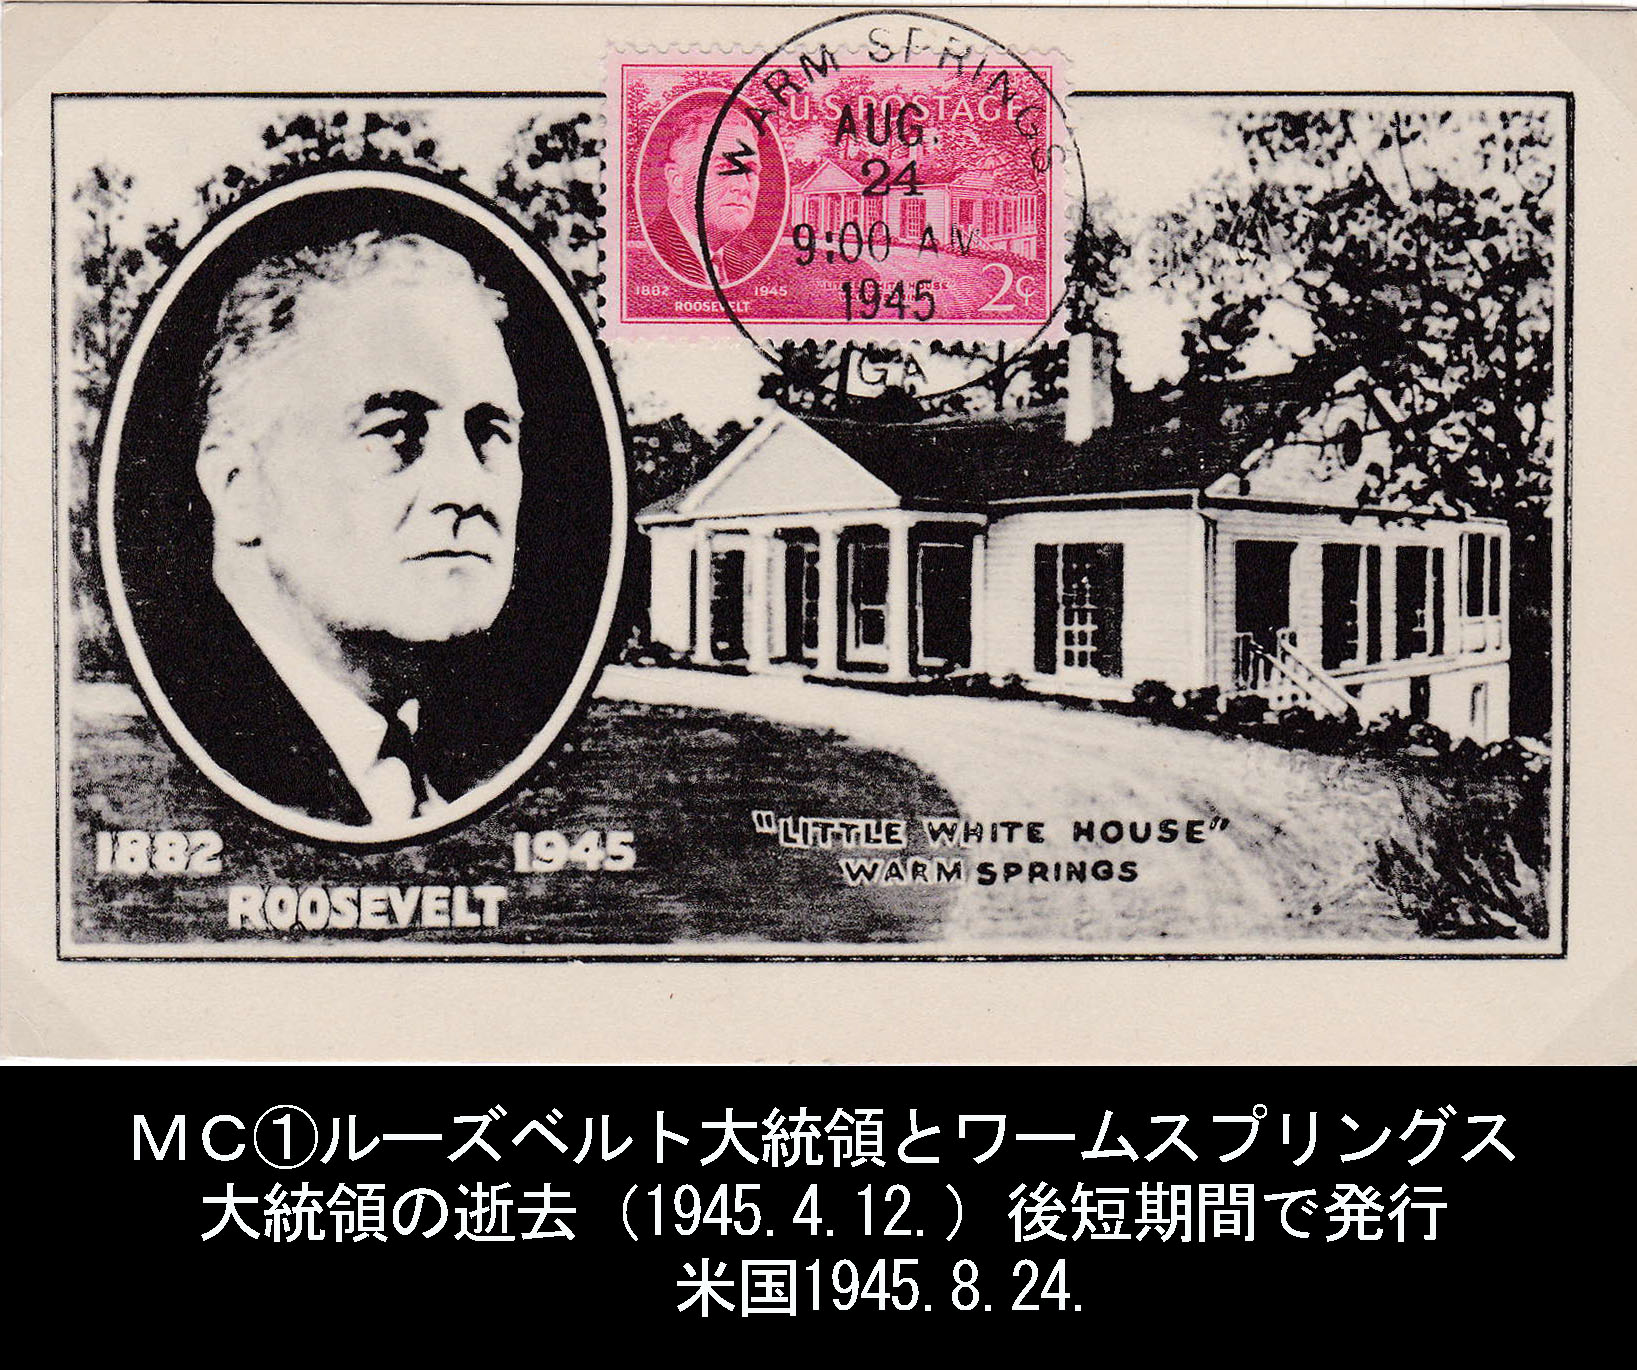 WARM SPRINGS
U.S. POSTAGE
AUG.
24
9:00 AM
1945
GA
1882 1945
ROOSEVELT
2¢
1882 1945
ROOSEVELT
"LITTLE WHITE HOUSE"
WARM SPRINGS
MC①ルーズベルト大統領とワームスプリングス
大統領の逝去（1945.4.12.）後短期間で発行
米国1945.8.24.